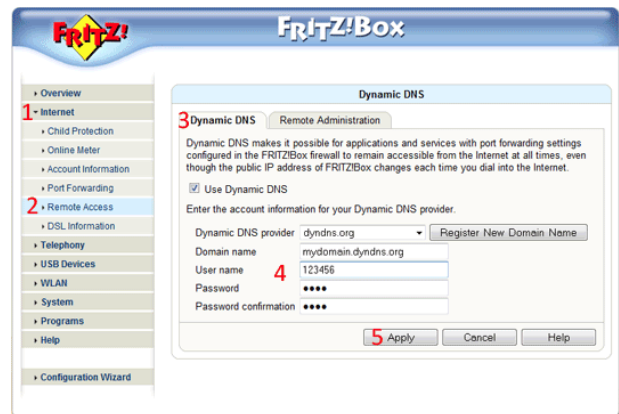 FRITZ!
FRITZ!Box
Overview
1 Internet
Child Protection
Online Meter
Account Information
Port Forwarding
2 Remote Access
DSL Information
Telephony
USB Devices
WLAN
System
Programs
Help
Configuration Wizard
Dynamic DNS
3 Dynamic DNS Remote Administration
Dynamic DNS makes it possible for applications and services with port forwarding settings
configured in the FRITZ!Box firewall to remain accessible from the Internet at all times, even
though the public IP address of FRITZ!Box changes each time you dial into the Internet.
Use Dynamic DNS
Enter the account information for your Dynamic DNS provider.
Dynamic DNS provider dyndns.org Register New Domain Name
Domain name mydomain.dyndns.org
User name 4 123456
Password ●●●●
Password confirmation ●●●●
5 Apply Cancel Help